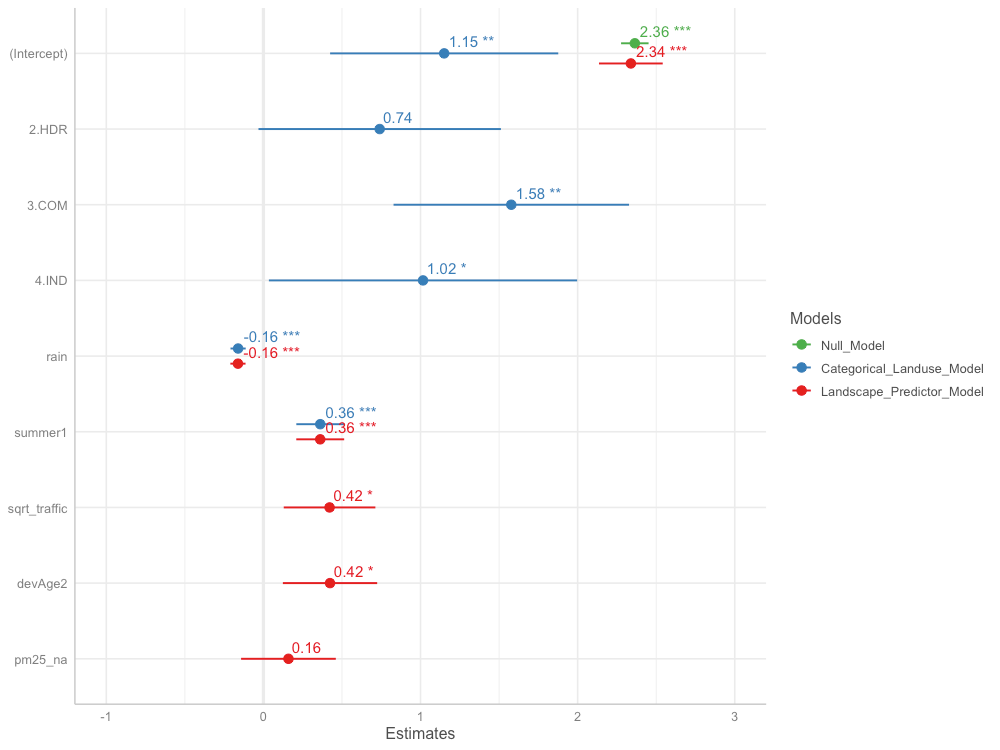 (Intercept)
2.36 ***
1.15 **
2.34 ***
2.HDR
0.74
3.COM
1.58 **
4.IND
1.02 *
rain
-0.16 ***
-0.16 ***
summer1
0.36 ***
0.36 ***
sqrt_traffic
0.42 *
devAge2
0.42 *
pm25_na
0.16
-1 0 1 2 3
Estimates
Models
Null_Model
Categorical_Landuse_Model
Landscape_Predictor_Model